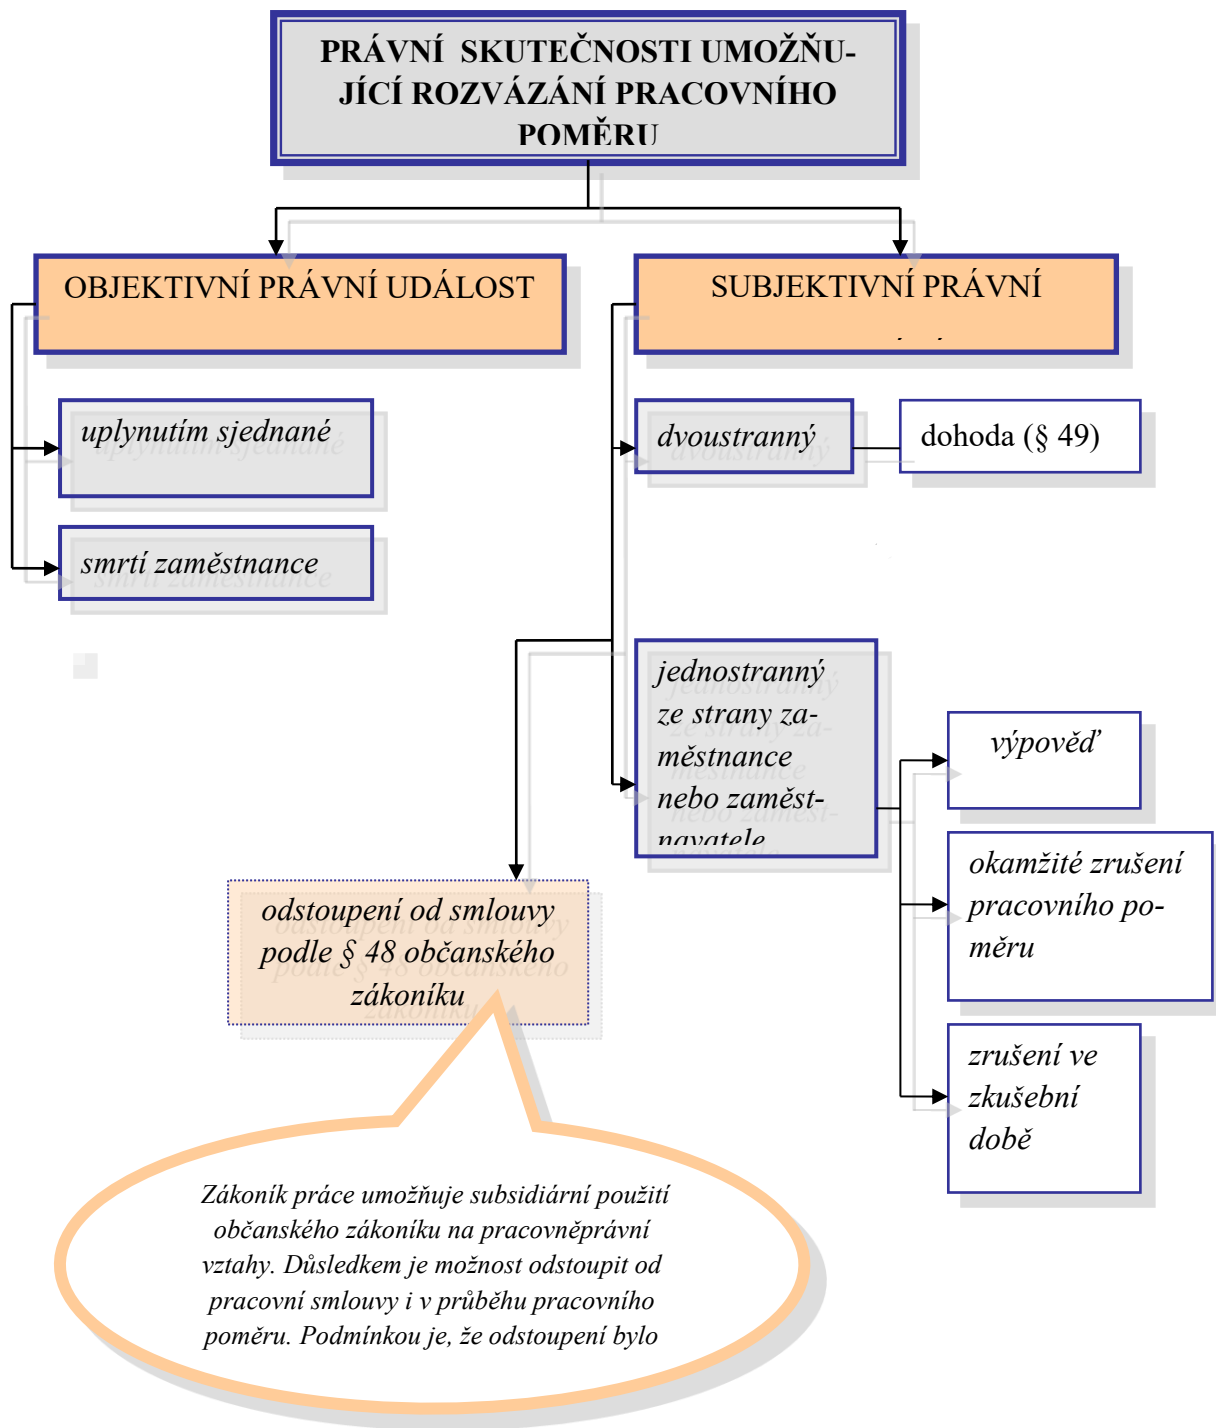 PRÁVNÍ SKUTEČNOSTI UMOŽŇU-
JÍCÍ ROZVÁZÁNÍ PRACOVNÍHO
POMĚRU
OBJEKTIVNÍ PRÁVNÍ UDÁLOST
SUBJEKTIVNÍ PRÁVNÍ
uplynutím sjednané
smrtí zaměstnance
dvoustranný
dohoda (§ 49)
jednostranný
ze strany za-
městnance
nebo zaměst-
navatele
výpověď
okamžité zrušení
pracovního po-
měru
zrušení ve
zkušební
době
odstoupení od smlouvy
podle § 48 občanského
zákoníku
Zákoník práce umožňuje subsidiární použití
občanského zákoníku na pracovněprávní
vztahy. Důsledkem je možnost odstoupit od
pracovní smlouvy i v průběhu pracovního
poměru. Podmínkou je, že odstoupení bylo